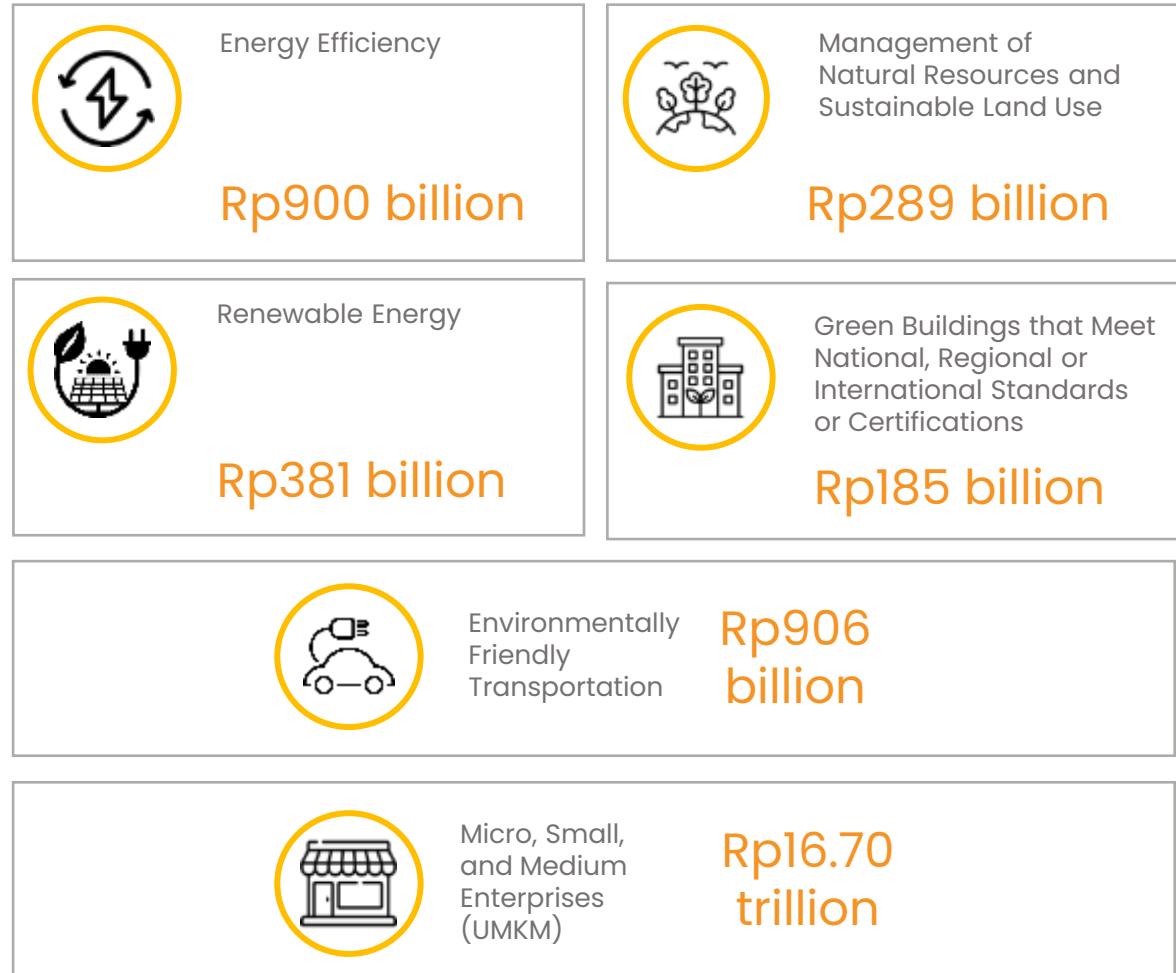 Energy Efficiency
Rp900 billion
Management of
Natural Resources and
Sustainable Land Use
Rp289 billion
Renewable Energy
Rp381 billion
Green Buildings that Meet
National, Regional or
International Standards
or Certifications
Rp185 billion
Environmentally
Friendly
Transportation
Rp906
billion
Micro, Small,
and Medium
Enterprises
(UMKM)
Rp16.70
trillion